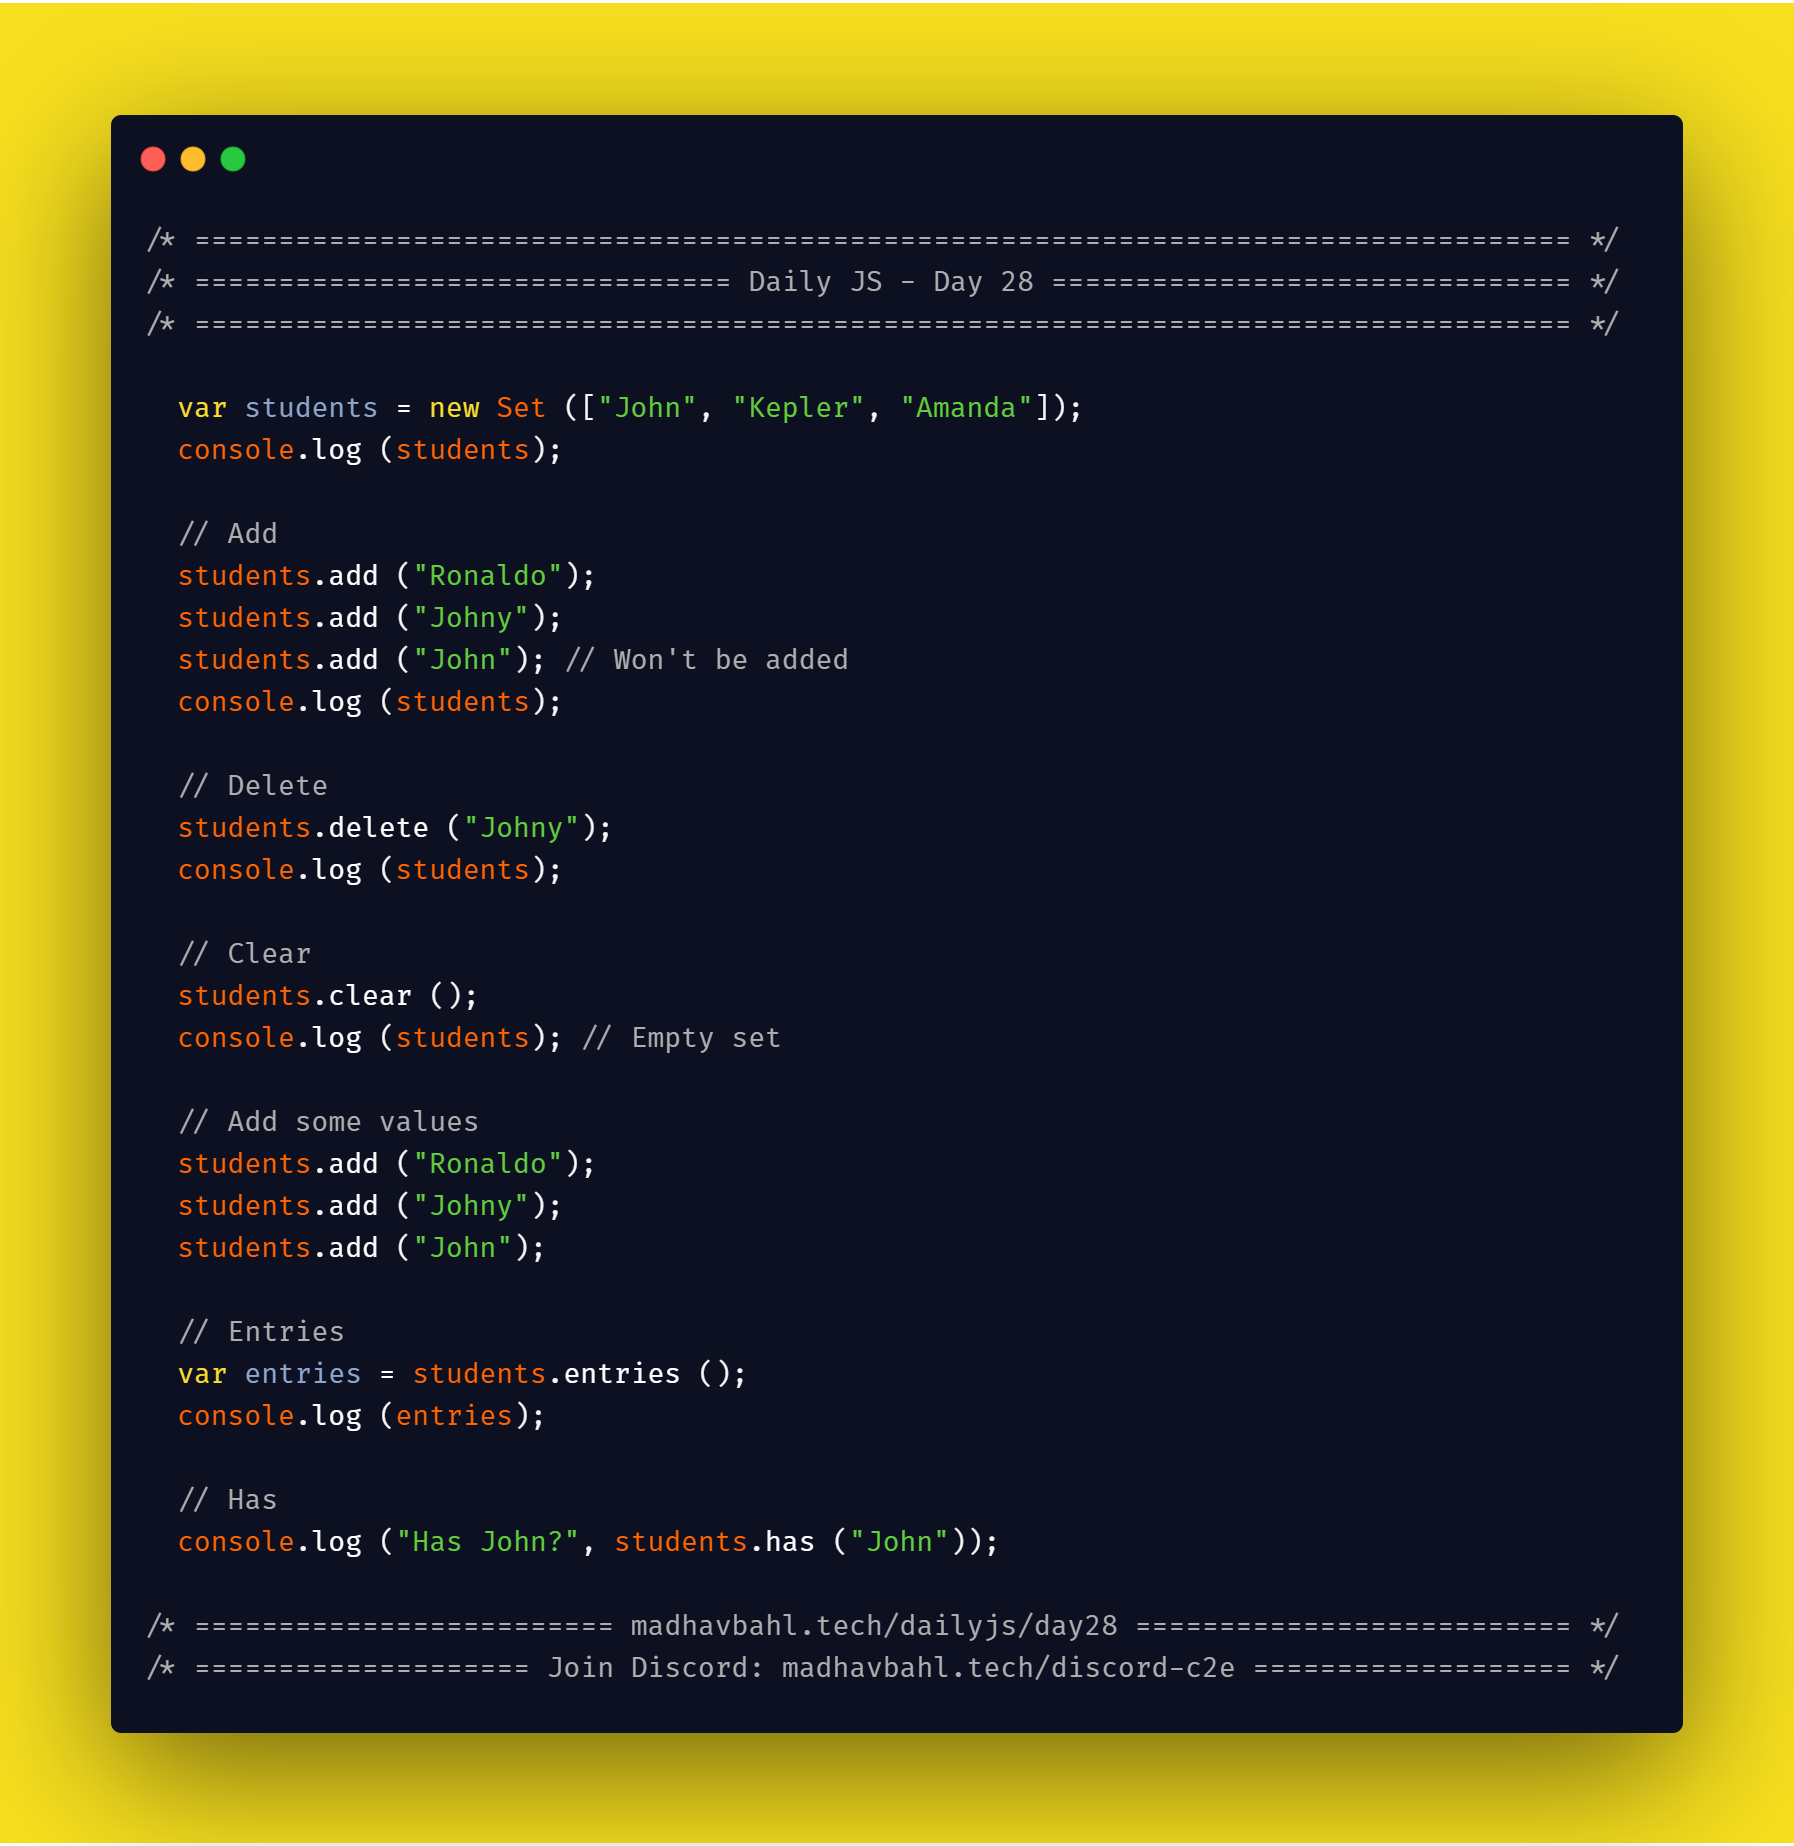 /* ================================================================================== */
/* ================================ Daily JS - Day 28 =============================== */
/* ================================================================================== */
var students = new Set (["John", "Kepler", "Amanda"]);
console.log (students);
// Add
students.add ("Ronaldo");
students.add ("Johny");
students.add ("John"); // Won't be added
console.log (students);
// Delete
students.delete ("Johny");
console.log (students);
// Clear
students.clear ();
console.log (students); // Empty set
// Add some values
students.add ("Ronaldo");
students.add ("Johny");
students.add ("John");
// Entries
var entries = students.entries ();
console.log (entries);
// Has
console.log ("Has John?", students.has ("John"));
/* ========================= madhavbahl.tech/dailyjs/day28 ========================== */
/* ==================== Join Discord: madhavbahl.tech/discord-c2e =================== */